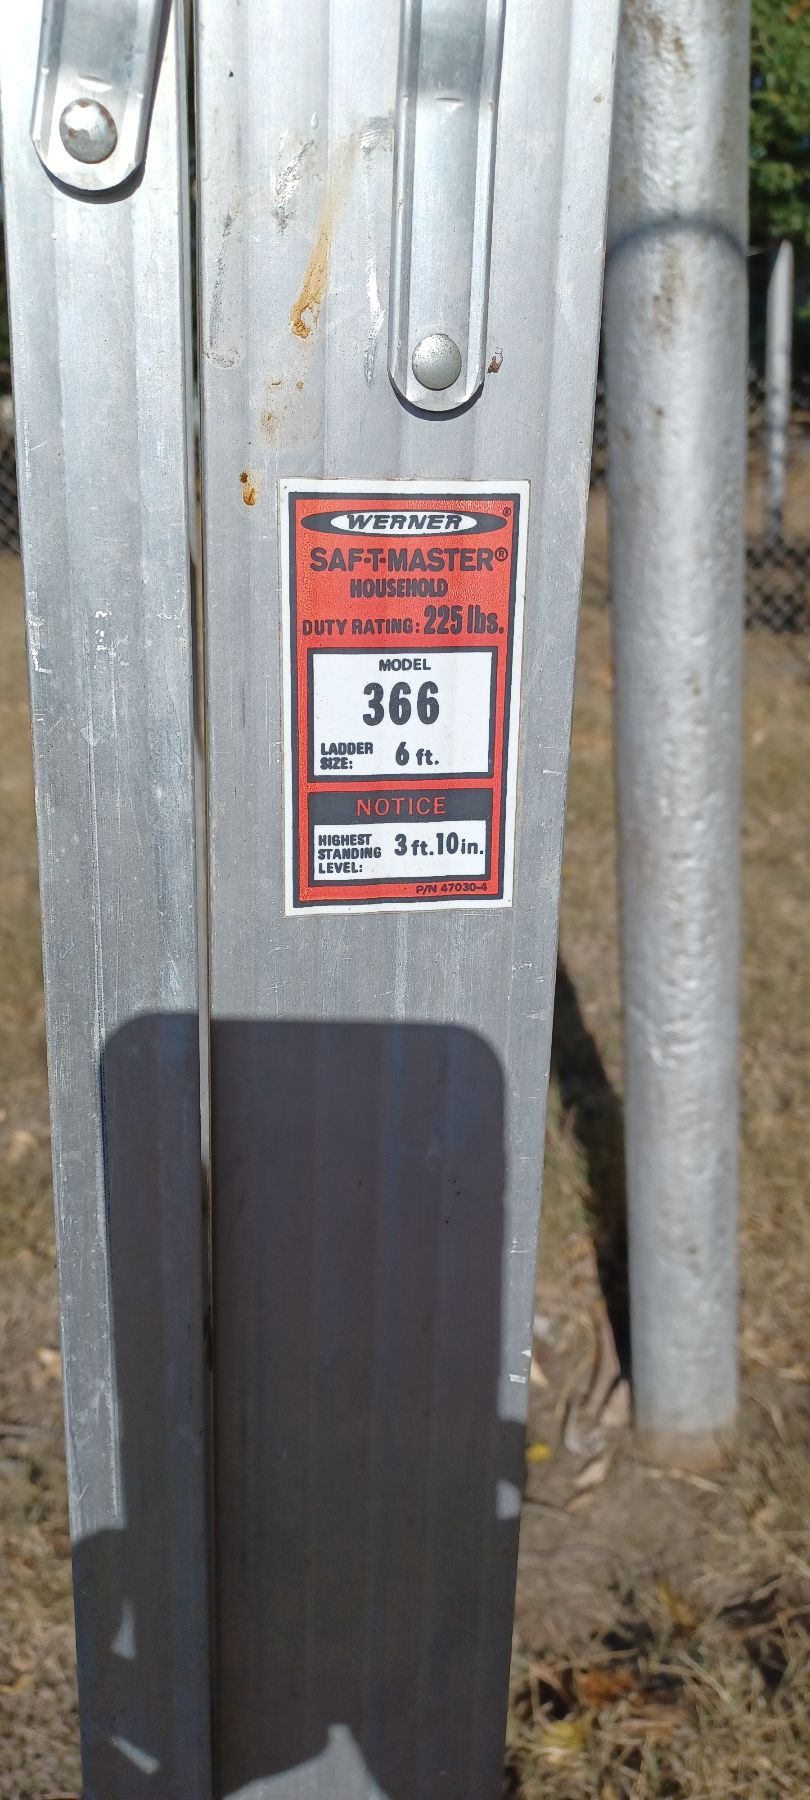 WERNER®
SAF-T-MASTER®
HOUSEHOLD
DUTY RATING: 225 lbs.
MODEL
366
LADDER SIZE: 6 ft.
NOTICE
HIGHEST STANDING LEVEL: 3 ft. 10 in.
P/N 47030-4